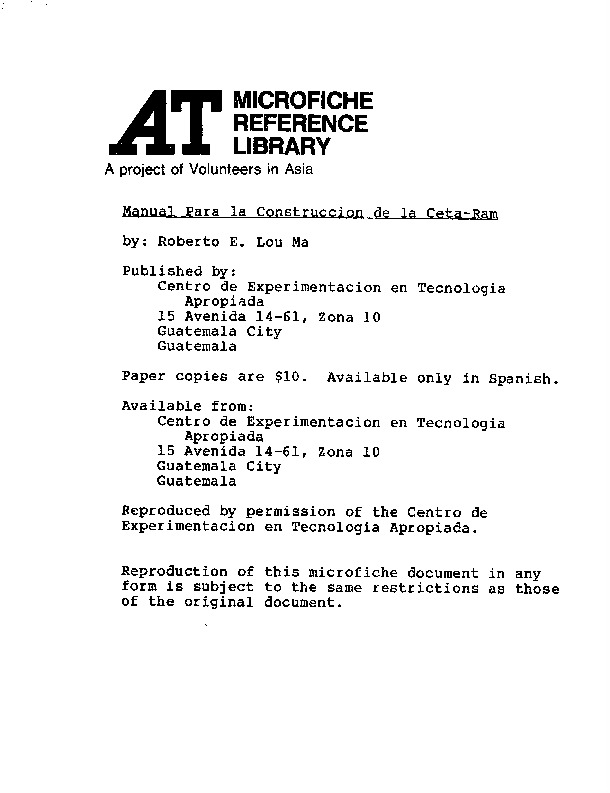 AT MICROFICHE
REFERENCE
LIBRARY
A project of Volunteers in Asia
Manual Para la Construccion de la Ceta-Ram
by: Roberto E. Lou Ma
Published by:
Centro de Experimentacion en Tecnologia
Apropiada
15 Avenida 14-61, Zona 10
Guatemala City
Guatemala
Paper copies are $10. Available only in Spanish.
Available from:
Centro de Experimentacion en Tecnologia
Apropiada
15 Avenida 14-61, Zona 10
Guatemala City
Guatemala
Reproduced by permission of the Centro de
Experimentacion en Tecnologia Apropiada.
Reproduction of this microfiche document in any
form is subject to the same restrictions as those
of the original document.